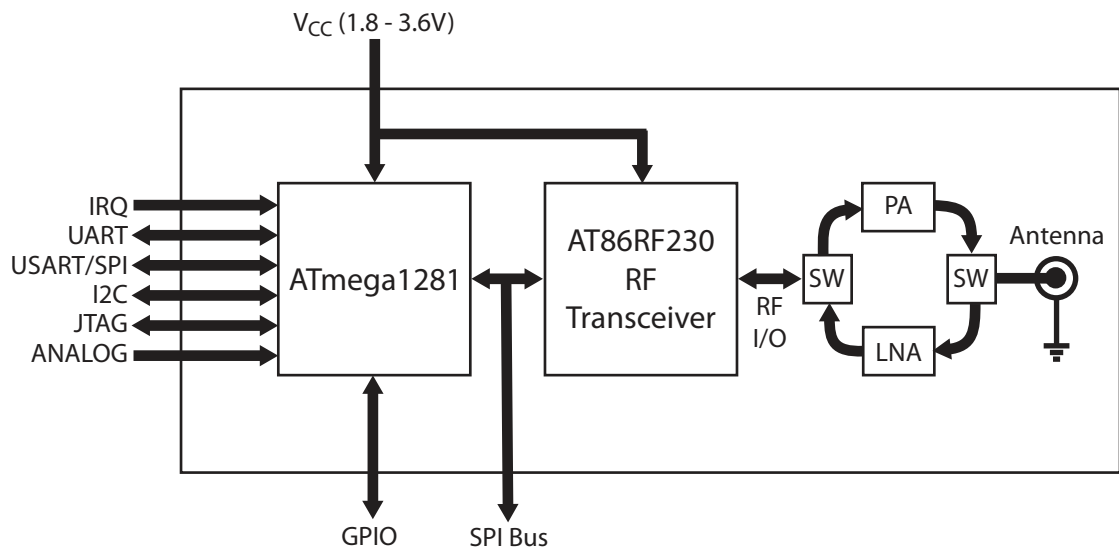 V_CC (1.8 - 3.6V)
IRQ
UART
USART/SPI
I2C
JTAG
ANALOG
ATmega1281
AT86RF230
RF
Transceiver
RF
I/O
SW
PA
LNA
SW
Antenna
GPIO
SPI Bus